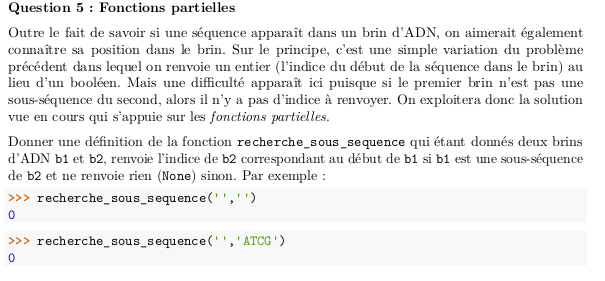 Question 5 : Fonctions partielles
Outre le fait de savoir si une séquence apparaît dans un brin d'ADN, on aimerait également
connaître sa position dans le brin. Sur le principe, c'est une simple variation du problème
précédent dans lequel on renvoie un entier (l'indice du début de la séquence dans le brin) au
lieu d'un booléen. Mais une difficulté apparaît ici puisque si le premier brin n'est pas une
sous-séquence du second, alors il n'y a pas d'indice à renvoyer. On exploitera donc la solution
vue en cours qui s'appuie sur les fonctions partielles.
Donner une définition de la fonction recherche_sous_sequence qui étant donnés deux brins
d'ADN b1 et b2, renvoie l'indice de b2 correspondant au début de b1 si b1 est une sous-séquence
de b2 et ne renvoie rien (None) sinon. Par exemple :
>>> recherche_sous_sequence('','')
0
>>> recherche_sous_sequence('','ATCG')
0